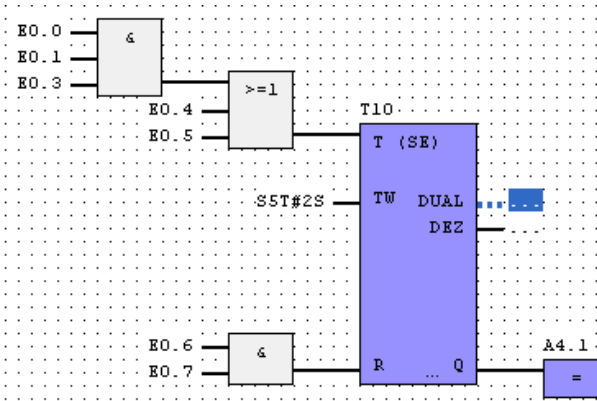 E0.0
&
E0.1
E0.3
>=1
E0.4
E0.5
T10
T (SE)
S5T#2S
TW
DUAL
...
DEZ
...
E0.6
&
E0.7
R
...
Q
A4.1
=